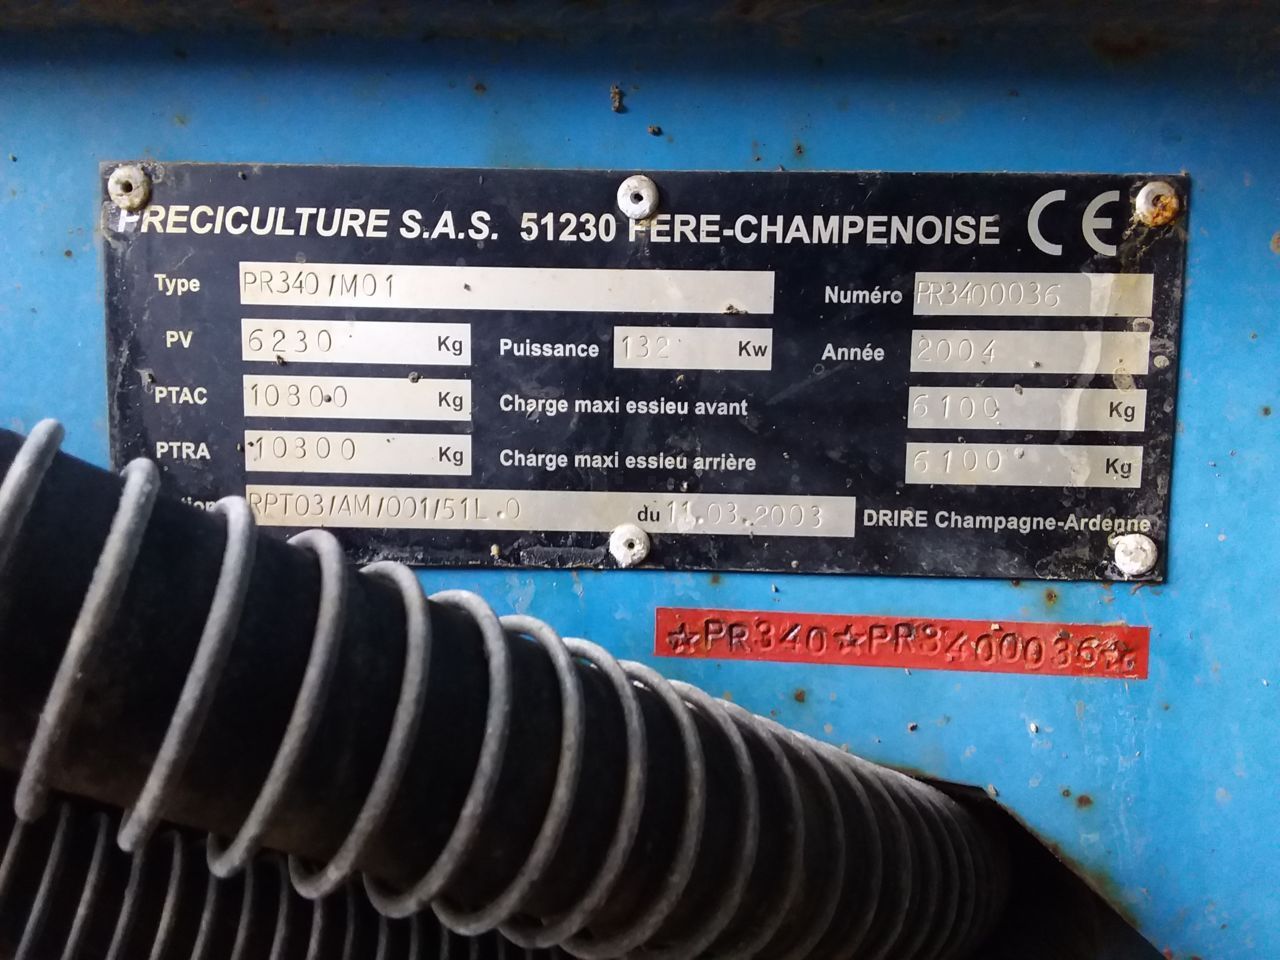 PRECICULTURE S.A.S. 51230 FERE-CHAMPENOISE CE
Type PR340/M01 Numéro PR3400036
PV 6230 Kg Puissance 132 Kw Année 2004
PTAC 10300 Kg Charge maxi essieu avant 6100 Kg
PTRA 10300 Kg Charge maxi essieu arrière 6100 Kg
RPT03/AM/001/51L.0 du 11.03.2003 DRIRE Champagne-Ardenne
☆PR340☆PR3400036☆